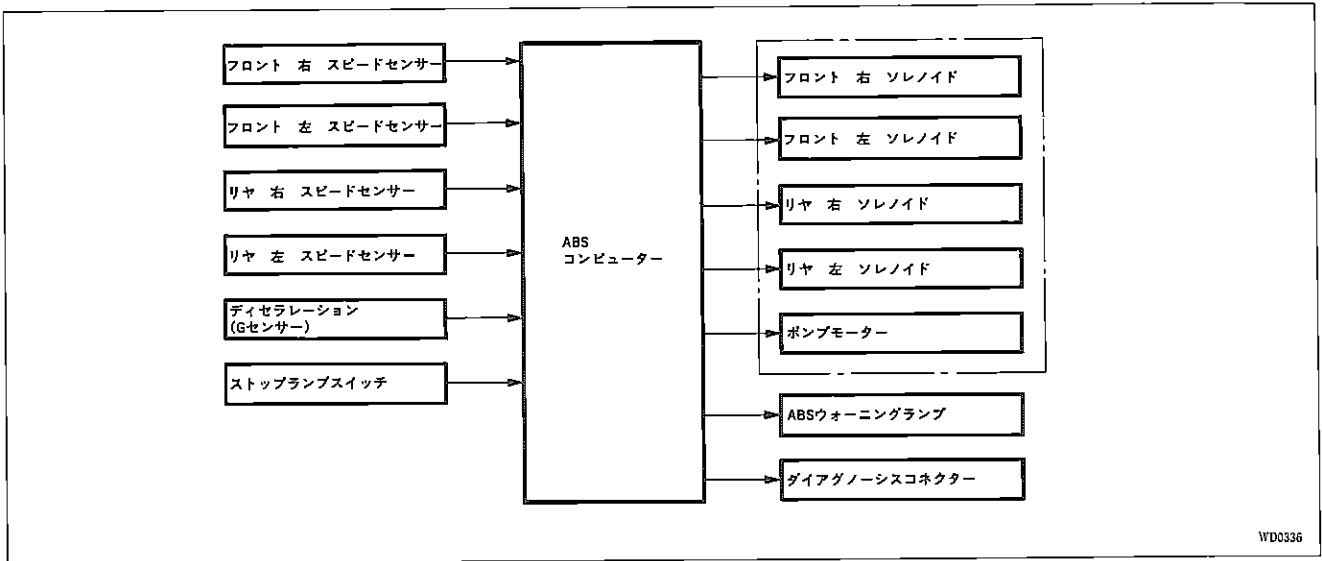 フロント 右 スピードセンサー
フロント 左 スピードセンサー
リヤ 右 スピードセンサー
リヤ 左 スピードセンサー
ディセラレーション
(Gセンサー)
ストップランプスイッチ
ABS
コンピューター
フロント 右 ソレノイド
フロント 左 ソレノイド
リヤ 右 ソレノイド
リヤ 左 ソレノイド
ポンプモーター
ABSウォーニングランプ
ダイアグノーシスコネクター
WD0336